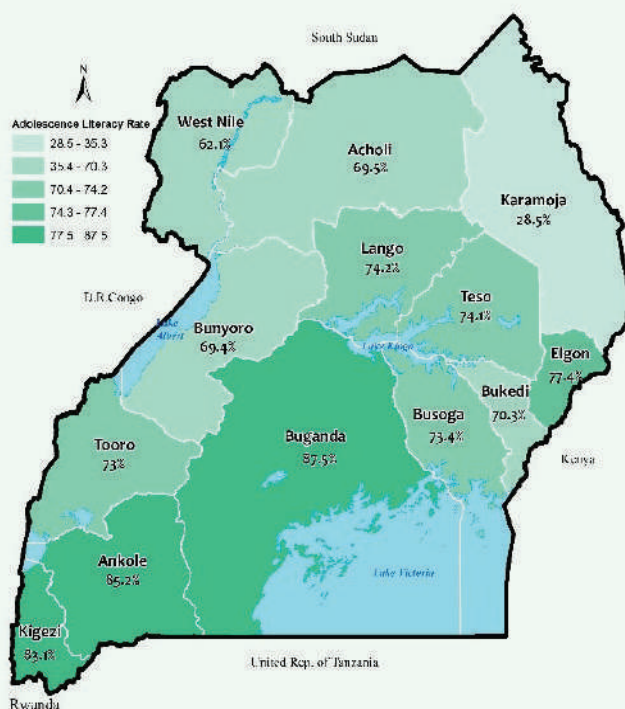 South Sudan
N
Adolescence Literacy Rate
28.5 - 35.3
35.4 - 70.3
70.4 - 74.2
74.3 - 77.4
77.5 - 87.5
West Nile
62.1%
Acholi
69.5%
Karamoja
28.5%
Lango
74.2%
Teso
74.1%
D.R.Congo
Lake
Albert
Bunyoro
69.4%
Lake Kyoga
Elgon
77.4%
Bukedi
70.3%
Busoga
73.4%
Buganda
87.5%
Tooro
73%
Kenya
Ankole
85.2%
Lake Victoria
Kigezi
83.1%
United Rep. of Tanzania
Rwanda